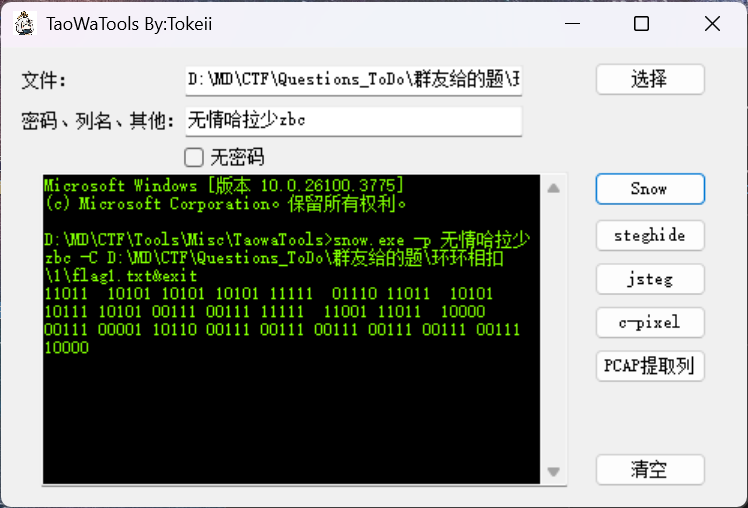 TaoWaTools By:Tokeii
文件: D:\MD\CTF\Questions_ToDo\群友给的题\环 选择
密码、列名、其他: 无情哈拉少zbc
无密码
Microsoft Windows [版本 10.0.26100.3775]
(c) Microsoft Corporation。保留所有权利。
D:\MD\CTF\Tools\Misc\TaowaTools>snow.exe -p 无情哈拉少
zbc -C D:\MD\CTF\Questions_ToDo\群友给的题\环环相扣
\1\flag1.txt&exit
11011  10101 10101 10101 11111  01110 11011  10101
10111 10101 00111 00111 11111  11001 11011  10000
00111 00001 10110 00111 00111 00111 00111 00111 00111
10000
Snow
steghide
jsteg
c-pixel
PCAP提取列
清空